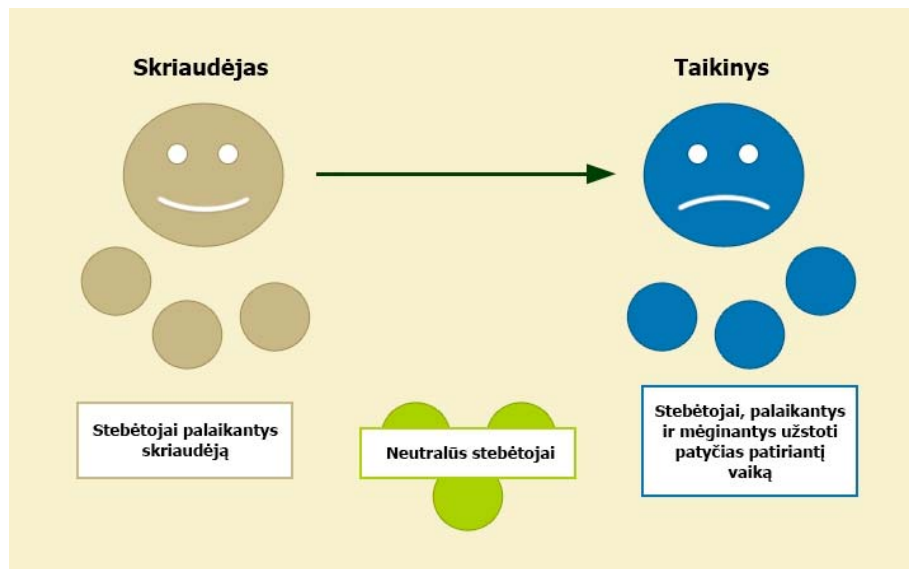 Skriaudėjas
Taikinys
Stebėtojai palaikantys
skriaudėją
Neutralūs stebėtojai
Stebėtojai, palaikantys
ir mėginantys užstoti
patyčias patiriantį
vaiką